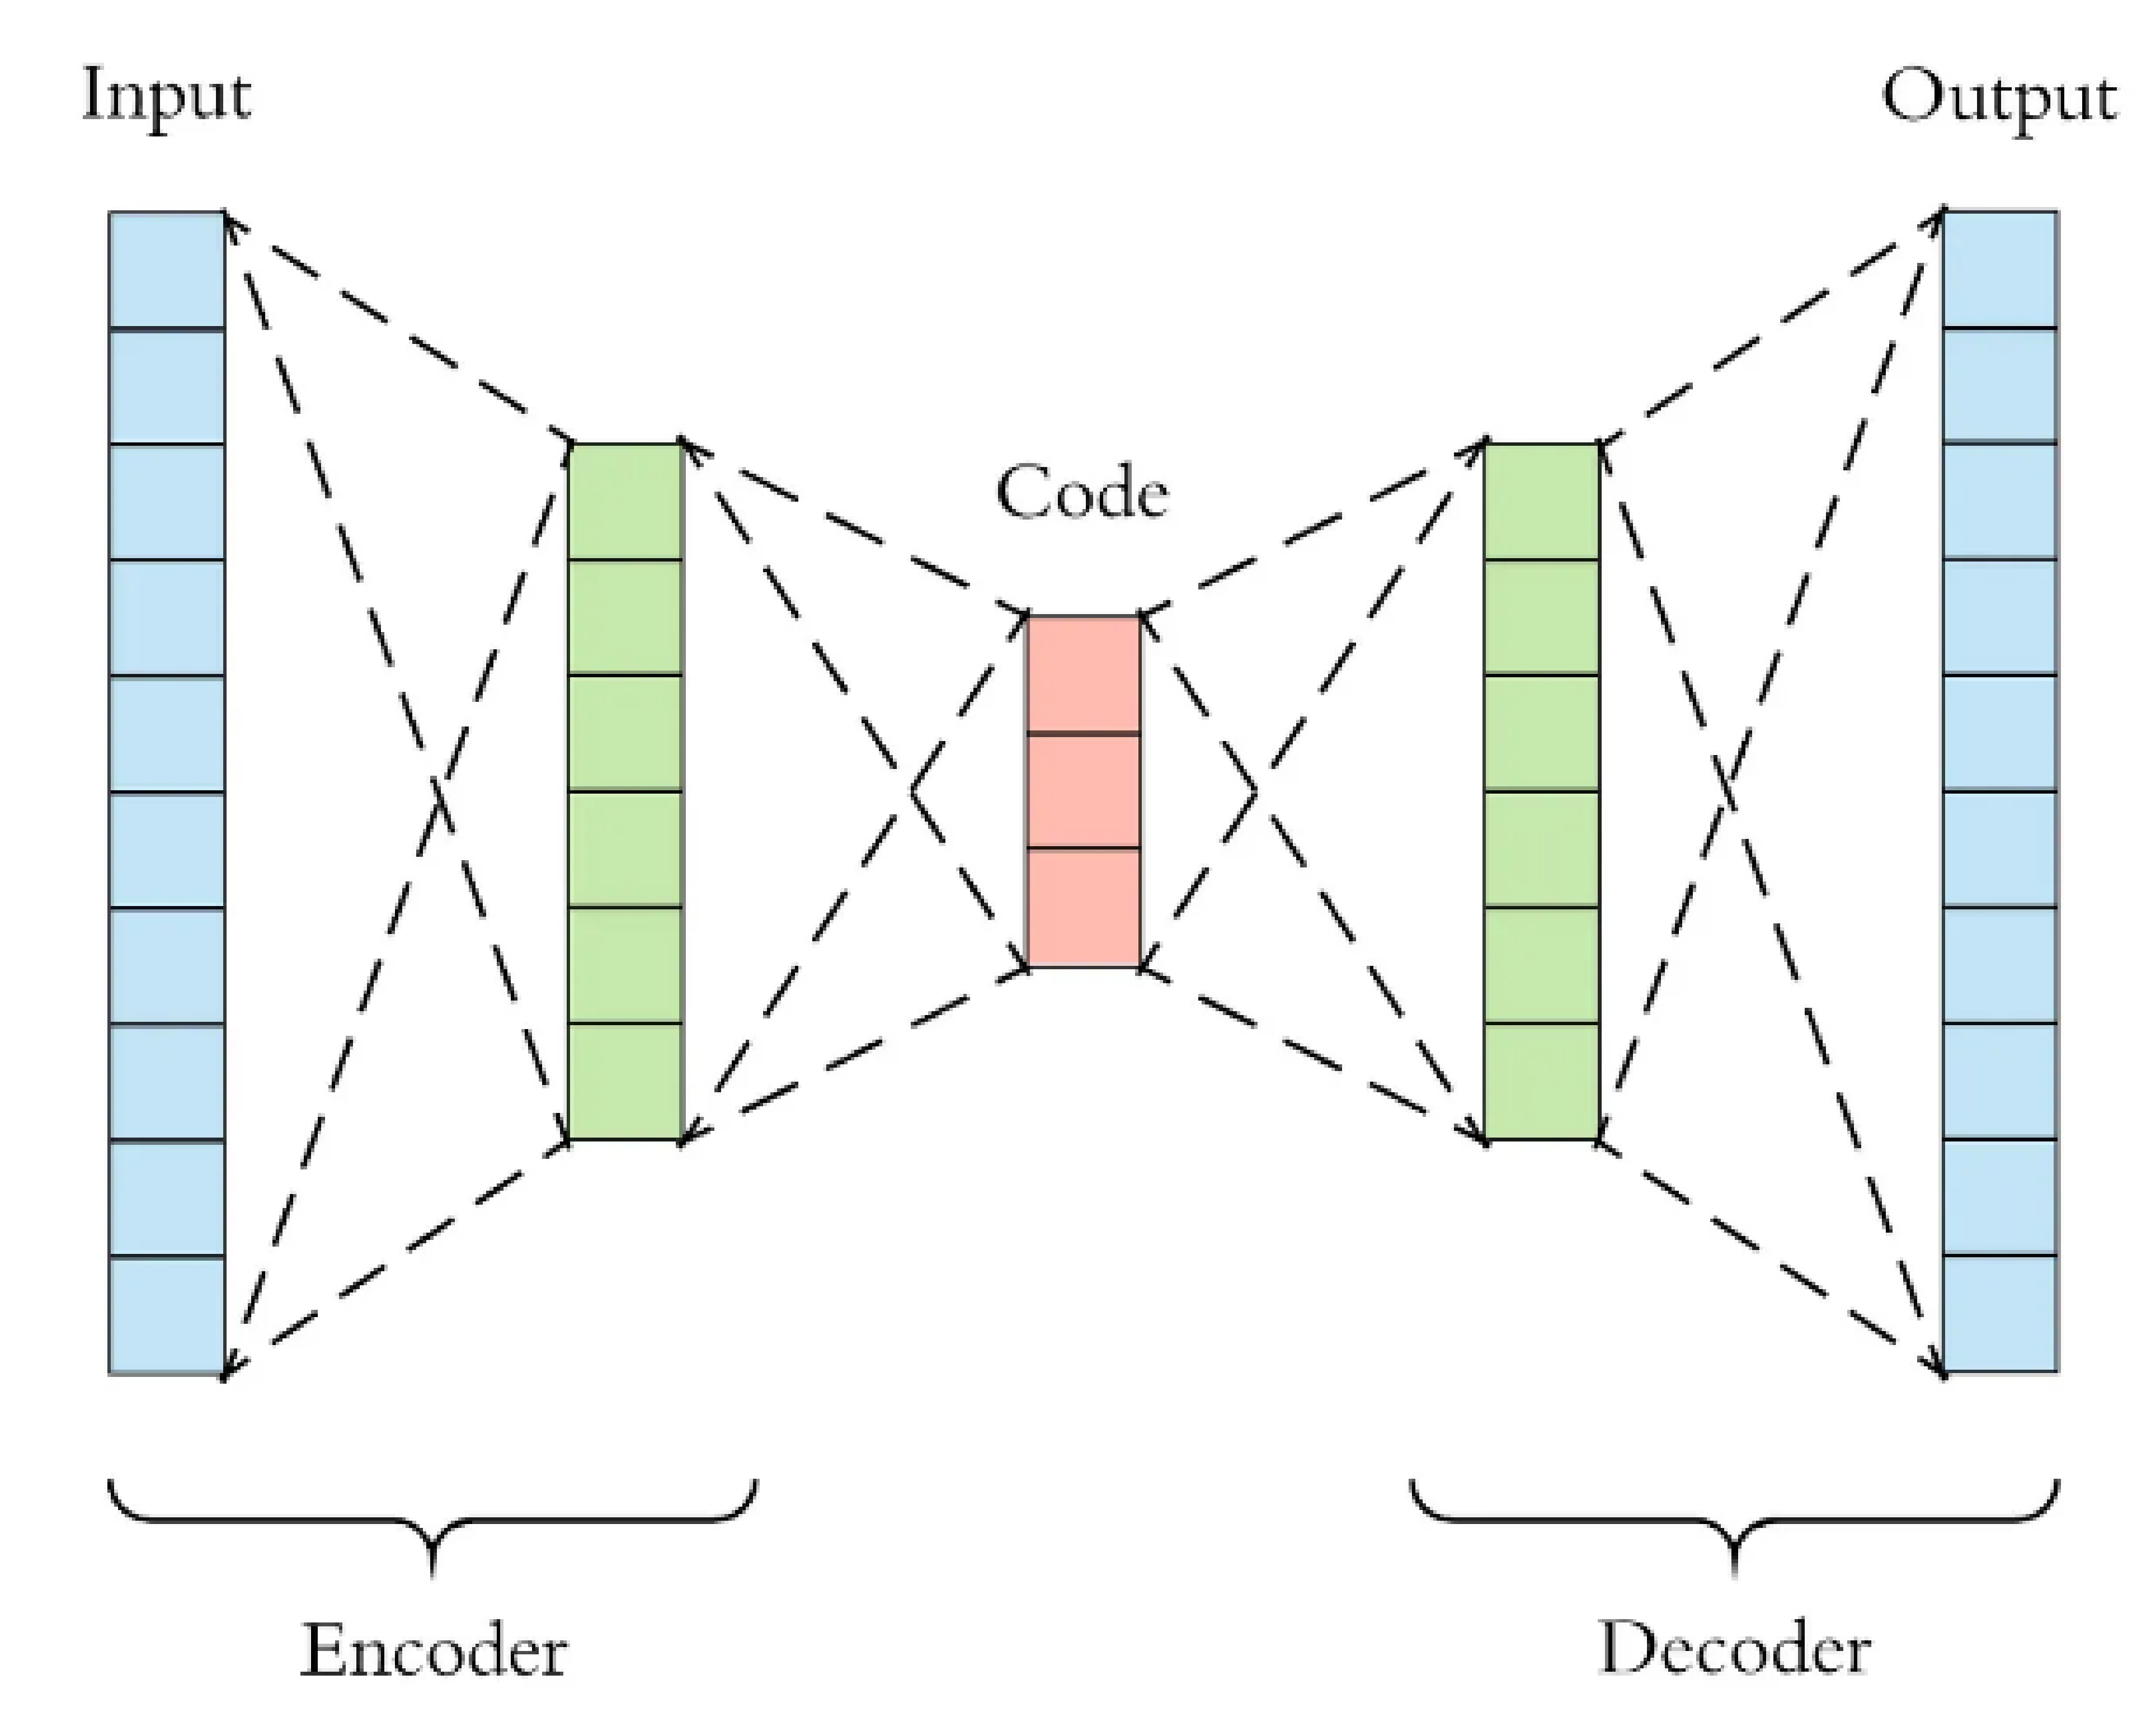 Input
Output
Code
Encoder
Decoder